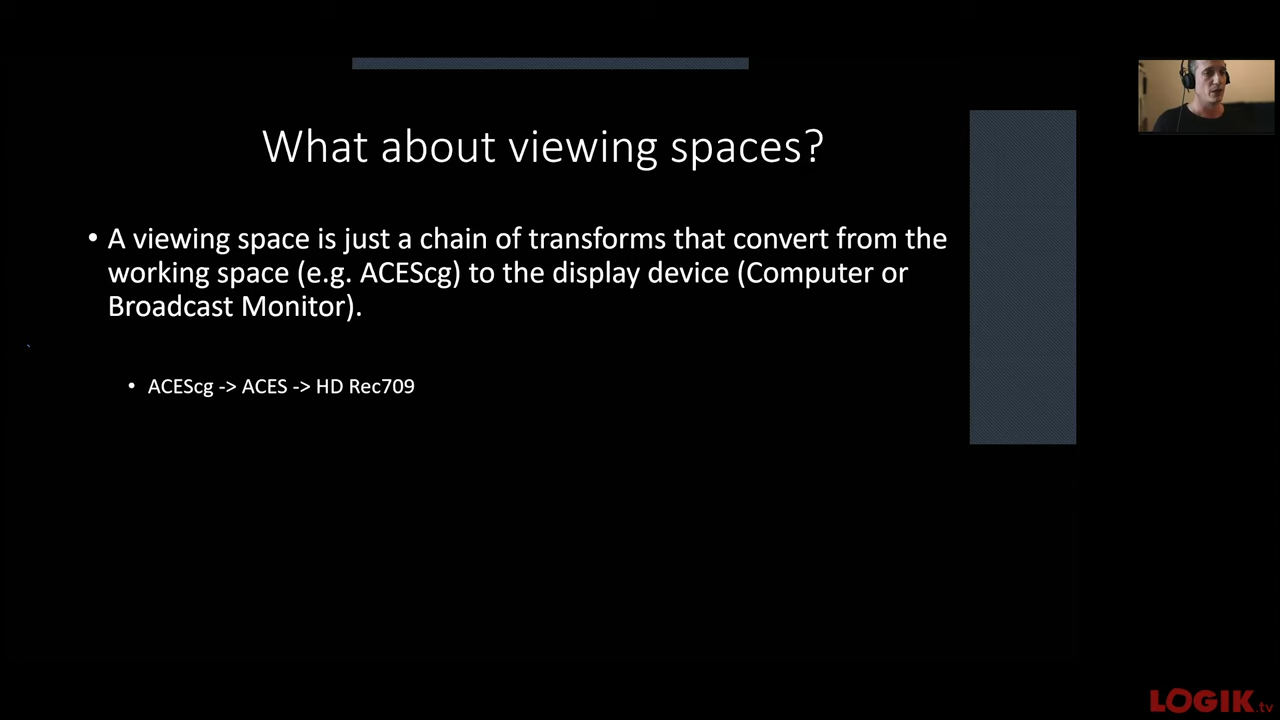 What about viewing spaces?
• A viewing space is just a chain of transforms that convert from the
working space (e.g. ACEScg) to the display device (Computer or
Broadcast Monitor).
• ACEScg -> ACES -> HD Rec709
LOGIK.tv